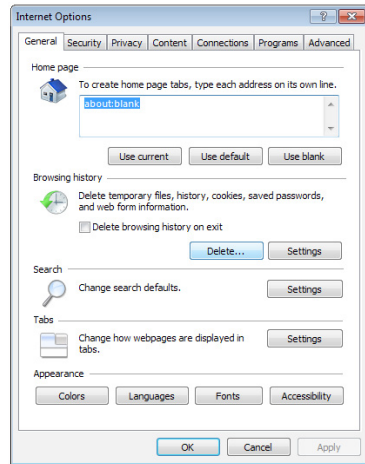 Internet Options
General Security Privacy Content Connections Programs Advanced
Home page
To create home page tabs, type each address on its own line.
about:blank
Use current Use default Use blank
Browsing history
Delete temporary files, history, cookies, saved passwords,
and web form information.
Delete browsing history on exit
Delete... Settings
Search
Change search defaults. Settings
Tabs
Change how webpages are displayed in
tabs. Settings
Appearance
Colors Languages Fonts Accessibility
OK Cancel Apply